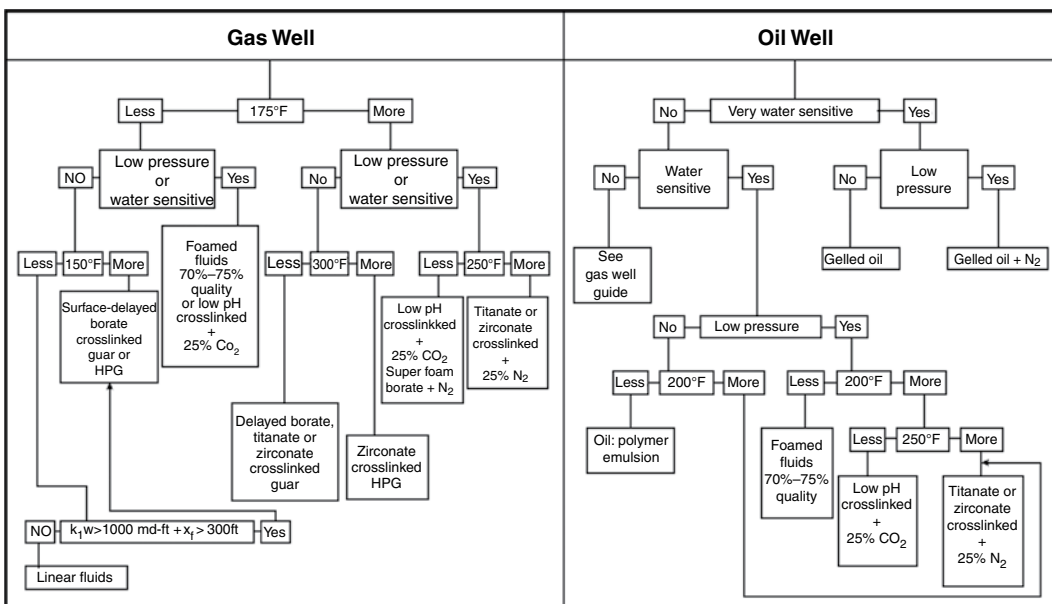 Gas Well
Oil Well
Less
175°F
More
No
Very water sensitive
Yes
NO
Low pressure
or
water sensitive
Yes
No
Low pressure
or
water sensitive
Yes
No
Water
sensitive
Yes
No
Low
pressure
Yes
Less
150°F
More
Foamed
fluids
70%–75%
quality
or low pH
crosslinked
+
25% Co2
Less
300°F
More
Less
250°F
More
See
gas well
guide
Gelled oil
Gelled oil + N2
Surface-delayed
borate
crosslinked
guar or
HPG
Low pH
crosslinkked
+
25% CO2
Super foam
borate + N2
Titanate or
zirconate
crosslinked
+
25% N2
No
Low pressure
Yes
Less
200°F
More
Less
200°F
More
Delayed borate,
titanate or
zirconate
crosslinked
guar
Zirconate
crosslinked
HPG
Oil: polymer
emulsion
Foamed
fluids
70%–75%
quality
Less
250°F
More
Low pH
crosslinked
+
25% CO2
Titanate or
zirconate
crosslinked
+
25% N2
NO
k1w>1000 md-ft + xf > 300ft
Yes
Linear fluids